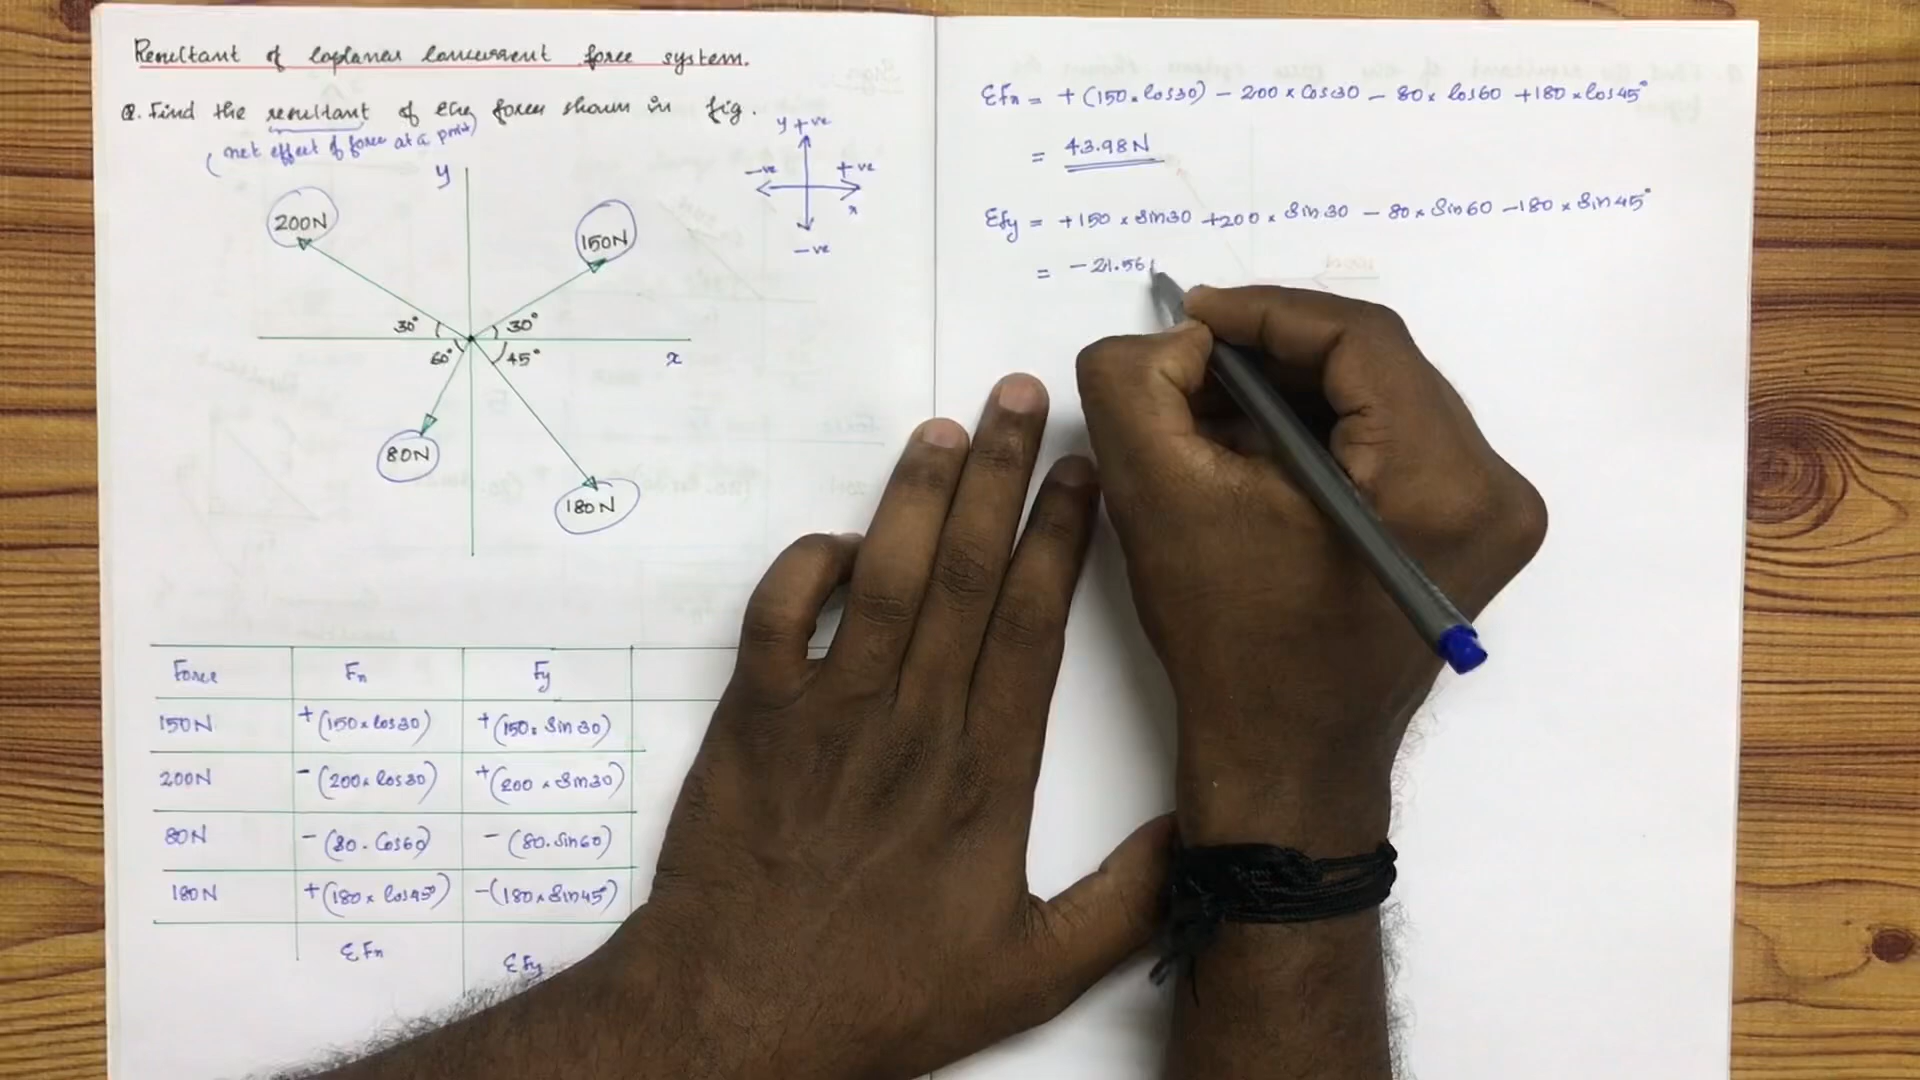 Resultant of Coplanar Concurrent force system.
Q. Find the resultant of the forces shown in fig.
(net effect of force at a point)
y +ve
-ve +ve
x
-ve
y
200N
150N
30° 30°
60° 45°
x
80N
180N
Force Fx Fy
150N +(150×Cos30) +(150×Sin30)
200N -(200×Cos30) +(200×Sin30)
80N -(80.Cos60) -(80.Sin60)
180N +(180×Cos45°) -(180×Sin45°)
ΣFx ΣFy
ΣFx = +(150×Cos30) - 200×Cos30 - 80×Cos60 +180×Cos45°
= 43.98N
ΣFy = +150×Sin30 +200×Sin30 - 80×Sin60 -180×Sin45°
= -21.56